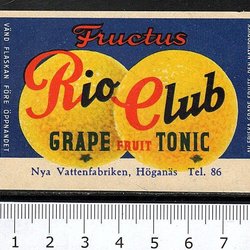 Fructus
Rio Club
GRAPE FRUIT TONIC
Nya Vattenfabriken, Höganäs Tel. 86
VÄND FLASKAN FÖRE ÖPPNANDET
1 2 3 4 5 6 7